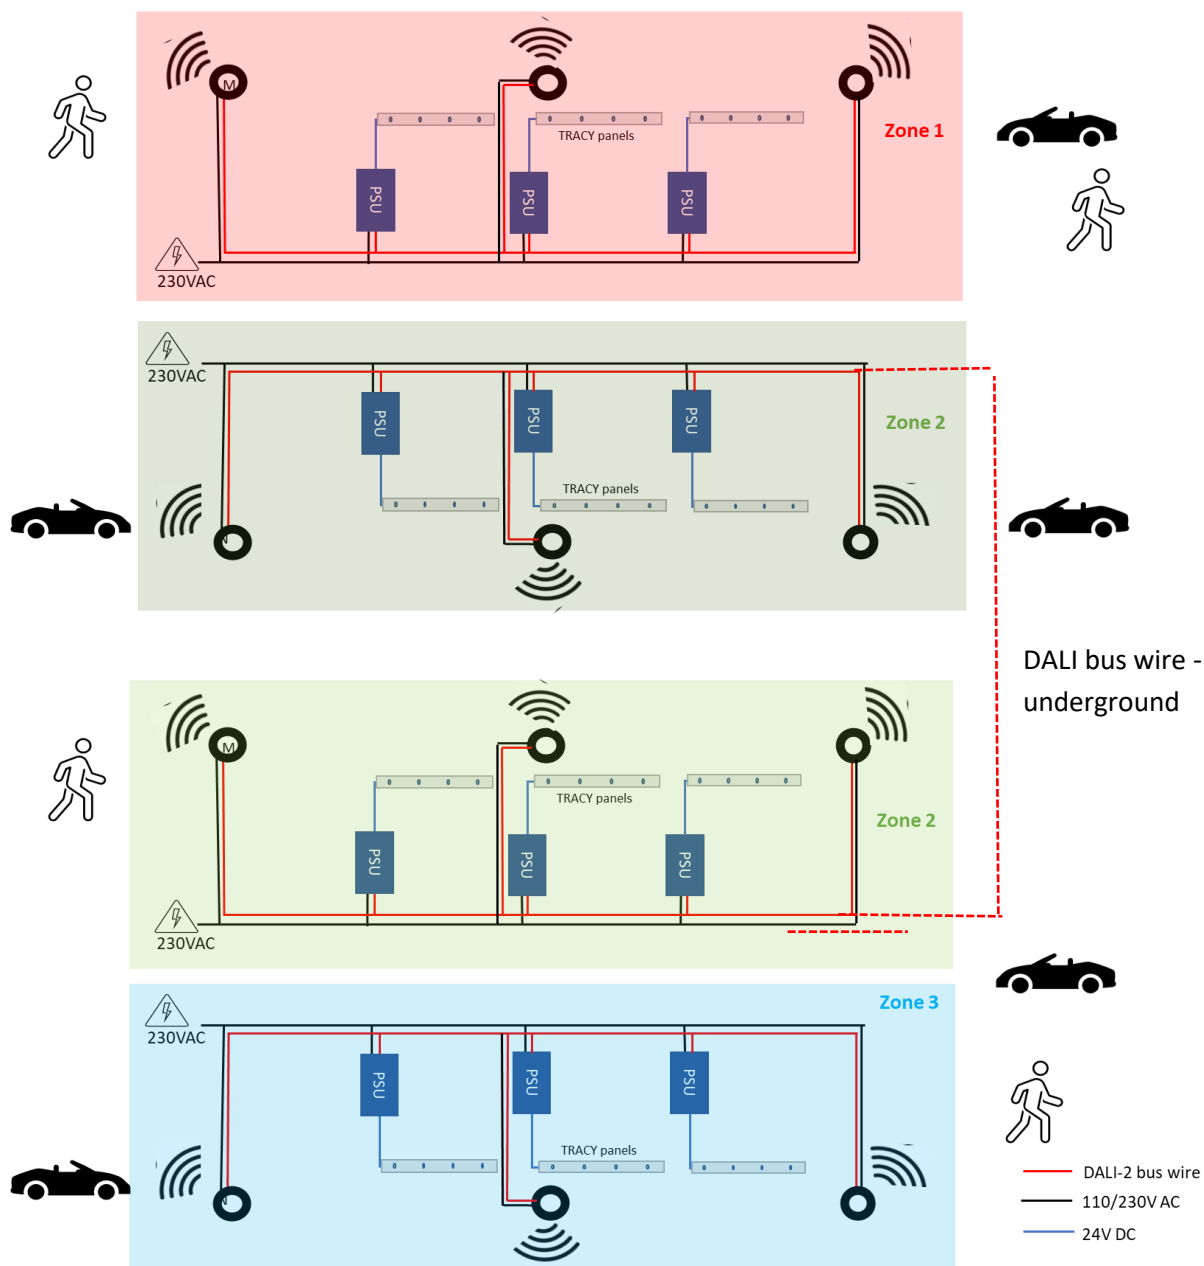 M
TRACY panels
Zone 1
PSU
PSU
PSU
230VAC
230VAC
PSU
PSU
PSU
Zone 2
TRACY panels
DALI bus wire -
underground
M
TRACY panels
Zone 2
PSU
PSU
PSU
230VAC
Zone 3
230VAC
PSU
PSU
PSU
TRACY panels
DALI-2 bus wire
110/230V AC
24V DC